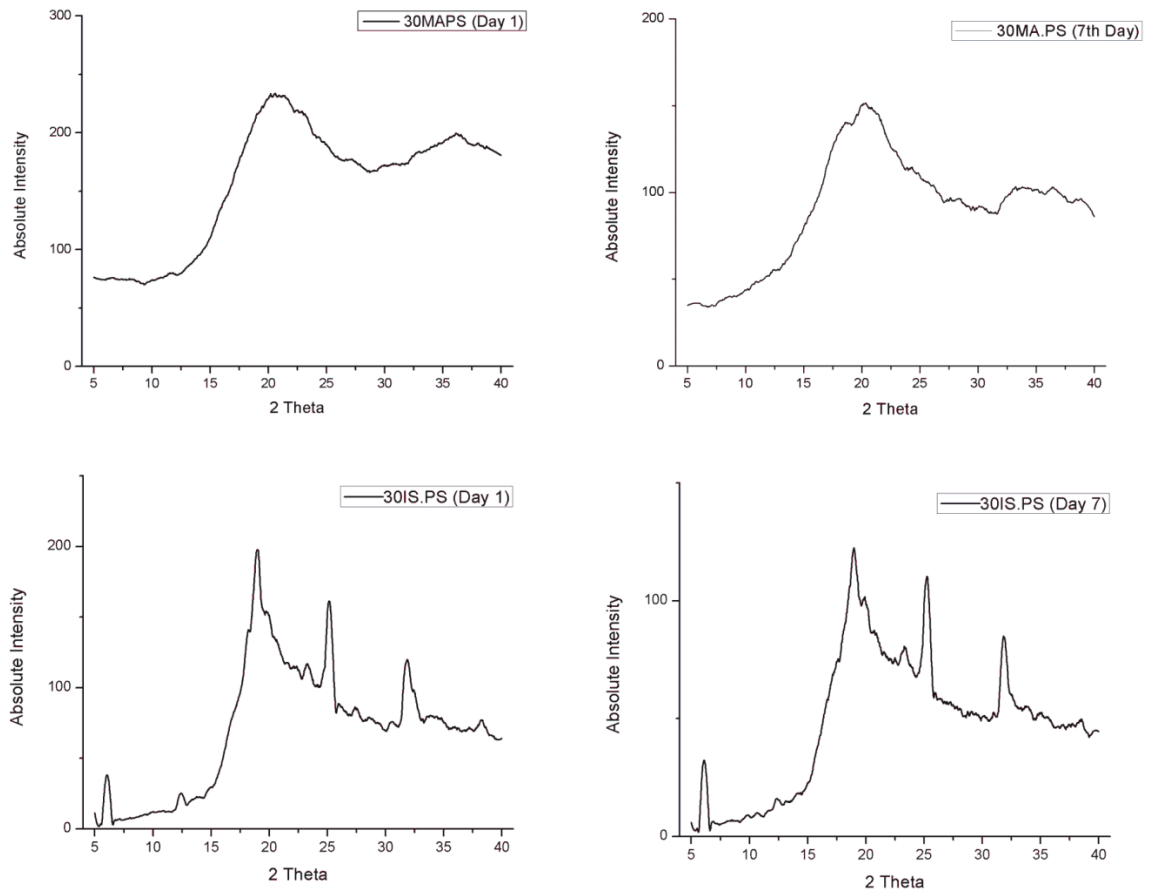 30MAPS (Day 1)
300
200
100
0
Absolute Intensity
5 10 15 20 25 30 35 40
2 Theta
30MA.PS (7th Day)
200
100
0
Absolute Intensity
5 10 15 20 25 30 35 40
2 Theta
30IS.PS (Day 1)
200
100
0
Absolute Intensity
5 10 15 20 25 30 35 40
2 Theta
30IS.PS (Day 7)
100
0
Absolute Intensity
5 10 15 20 25 30 35 40
2 Theta